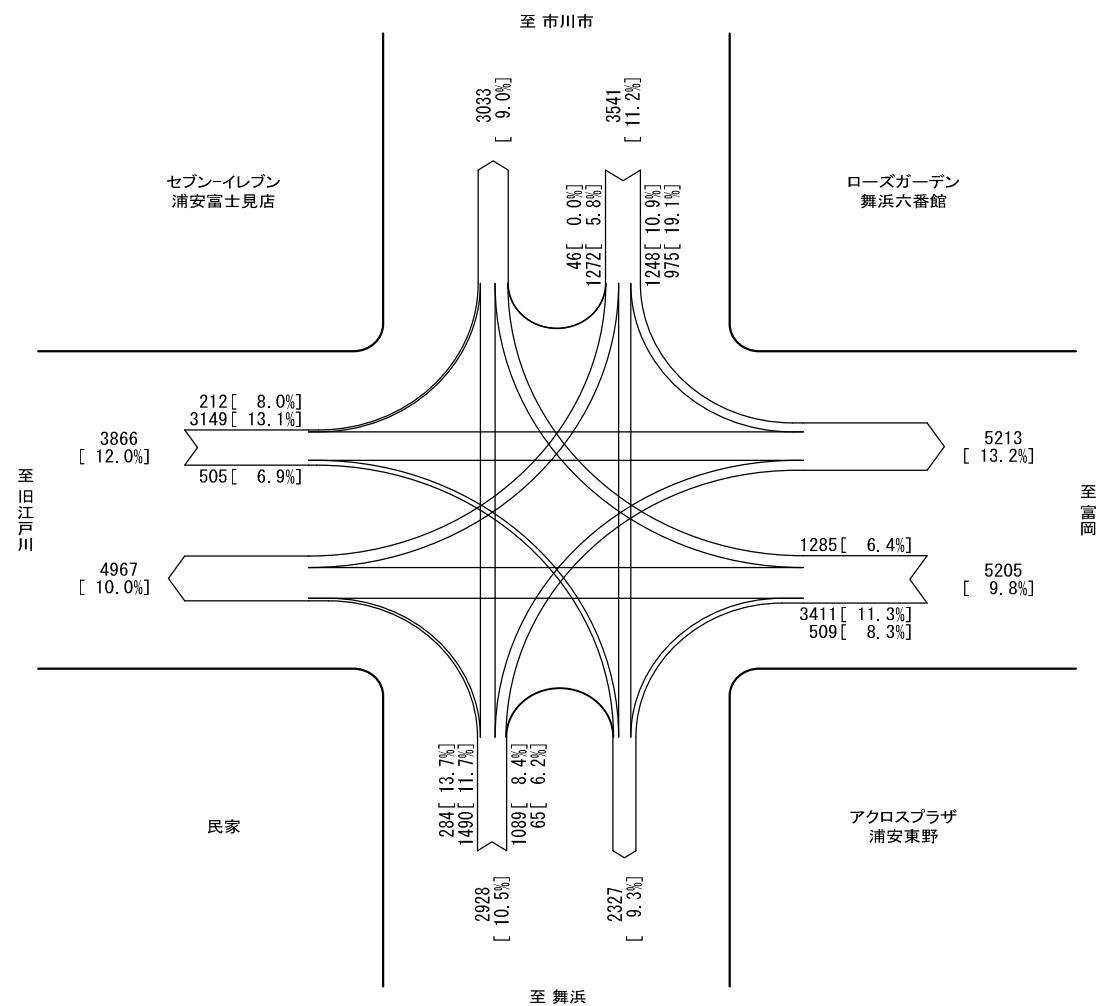 至 市川市
3033
[ 9.0%]
3541
[ 11.2%]
セブン-イレブン
浦安富士見店
ローズガーデン
舞浜六番館
46[ 0.0%]
1272[ 5.8%]
1248[ 10.9%]
975[ 19.1%]
212[ 8.0%]
3149[ 13.1%]
505[ 6.9%]
3866
[ 12.0%]
5213
[ 13.2%]
至 旧江戸川
至 富岡
4967
[ 10.0%]
1285[ 6.4%]
3411[ 11.3%]
509[ 8.3%]
5205
[ 9.8%]
284[ 13.7%]
1490[ 11.7%]
1089[ 8.4%]
65[ 6.2%]
民家
アクロスプラザ
浦安東野
2928
[ 10.5%]
2327
[ 9.3%]
至 舞浜